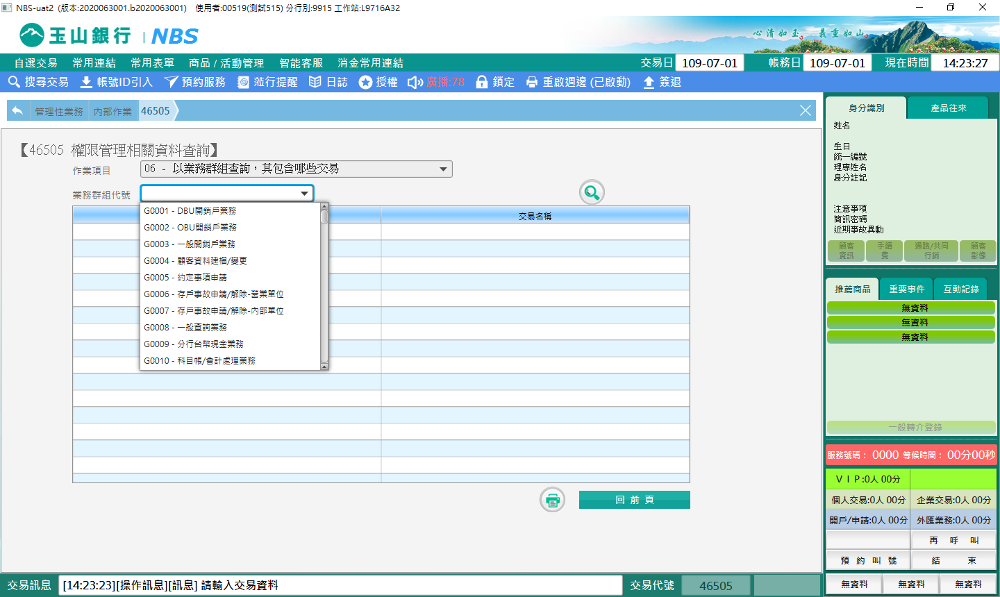 NBS-uat2 (版本:2020063001.b2020063001) 使用者:00519(測試515) 分行別:9915 工作站:L9716A32
玉山銀行 NBS
心清如玉。 義重如山。
自選交易 常用連結 常用表單 商品 / 活動管理 智能客服 消金常用連結 交易日 109-07-01 帳務日 109-07-01 現在時間 14:23:27
搜尋交易 帳號ID引入 預約服務 蒞行提醒 日誌 授權 廣播:78 鎖定 重啟週邊 (已啟動) 簽退
管理性業務 內部作業 46505
【46505 權限管理相關資料查詢】
作業項目 06 - 以業務群組查詢，其包含哪些交易
業務群組代號
交易名稱
G0001 - DBU開銷戶業務
G0002 - OBU開銷戶業務
G0003 - 一般開銷戶業務
G0004 - 顧客資料建檔/變更
G0005 - 約定事項申請
G0006 - 存戶事故申請/解除-營業單位
G0007 - 存戶事故申請/解除-內部單位
G0008 - 一般查詢業務
G0009 - 分行台幣現金業務
G0010 - 科目帳/會計處理業務
回 前 頁
身分識別 產品往來
姓名
生日
統一編號
理專姓名
身分註記
注意事項
簡訊密碼
近期事故異動
顧客資訊 手續費 通路/共同行銷 顧客影像
推薦商品 重要事件 互動記錄
無資料
無資料
無資料
一般轉介登錄
服務號碼： 0000 等候時間： 00分00秒
V I P:0人 00分
個人交易:0人 00分 企業交易:0人 00分
開戶/申請:0人 00分 外匯業務:0人 00分
再 呼 叫
預 約 叫 號 結 束
無資料 無資料 無資料
交易訊息 [14:23:23][操作訊息][訊息] 請輸入交易資料 交易代號 46505